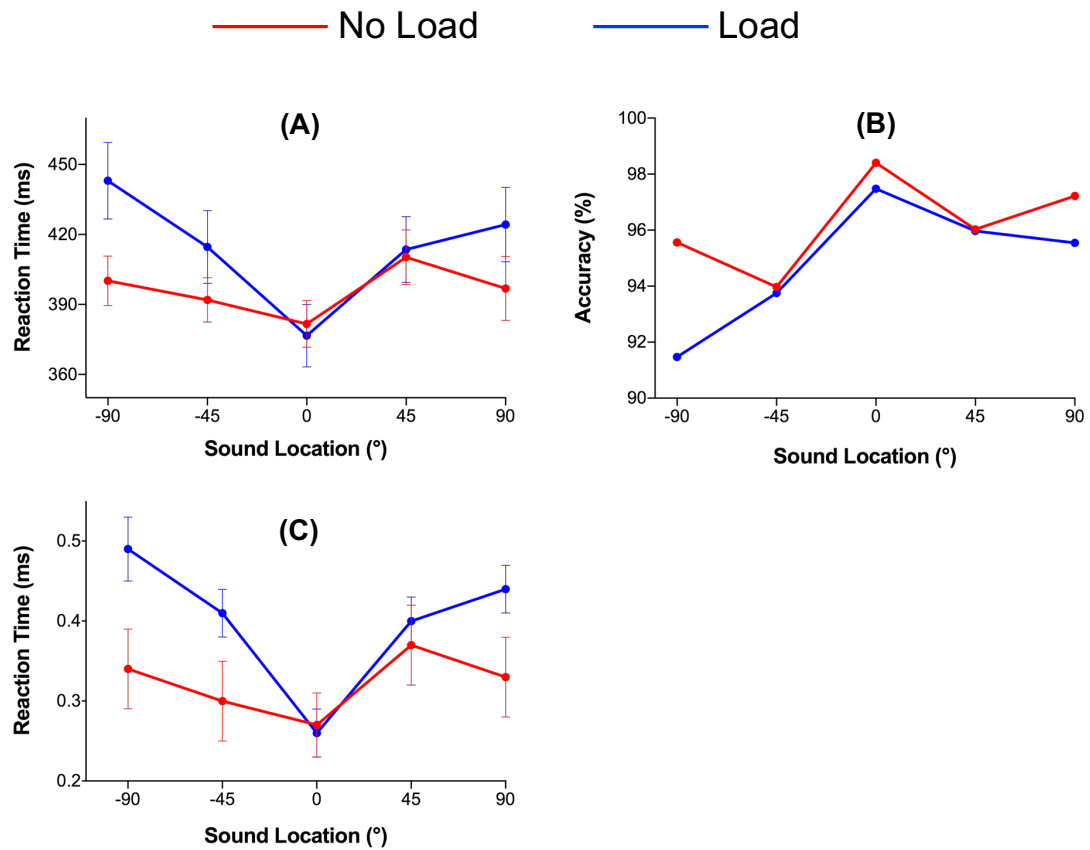 No Load
Load
(A)
Reaction Time (ms)
450
420
390
360
-90 -45 0 45 90
Sound Location (°)
(B)
Accuracy (%)
100
98
96
94
92
90
-90 -45 0 45 90
Sound Location (°)
(C)
Reaction Time (ms)
0.5
0.4
0.3
0.2
-90 -45 0 45 90
Sound Location (°)